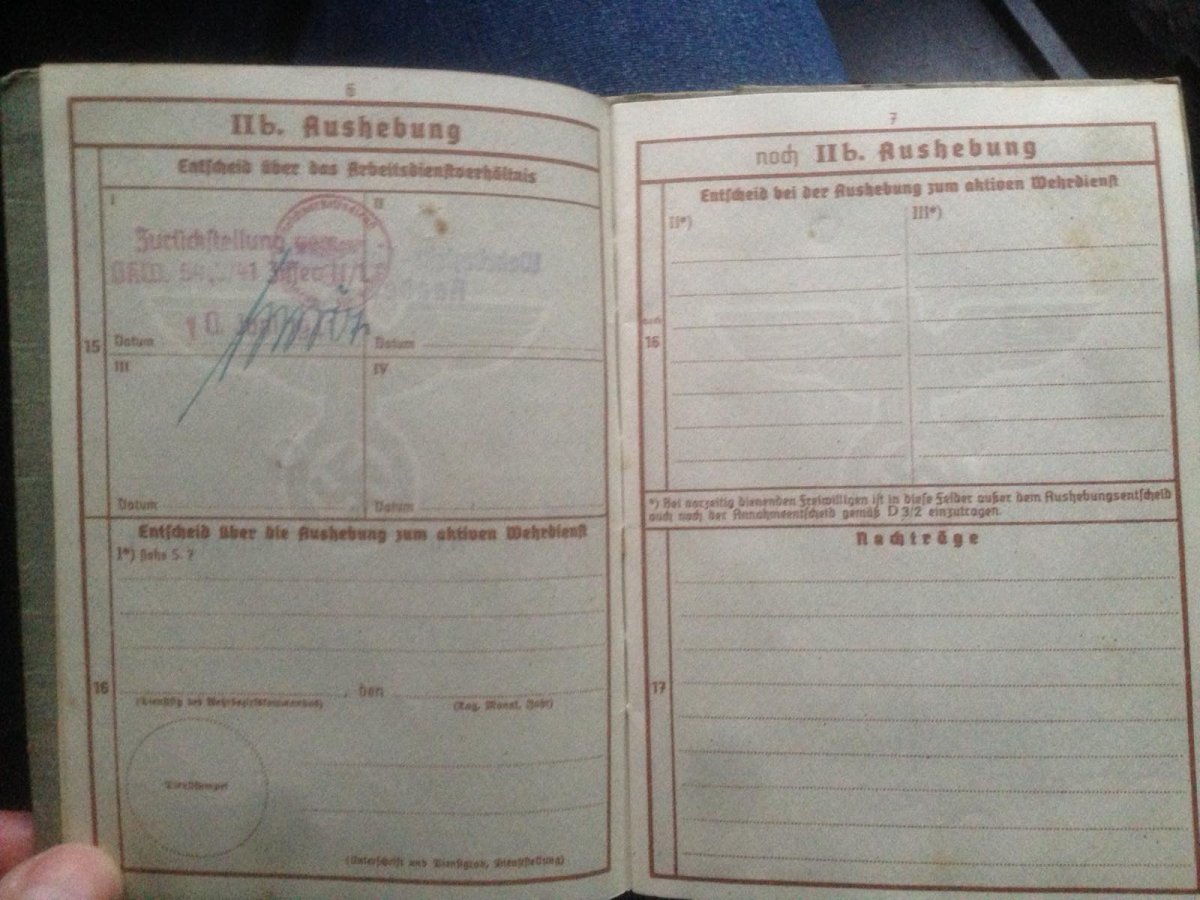 6
IIb. Aushebung
Entscheid über das Arbeitsdienstverhältnis
I
II
Zurückstellung
Datum
10.
Datum
15
III
IV
Datum
Datum
Entscheid über die Aushebung zum aktiven Wehrdienst
I*) siehe S. 7
16
, den
(Tag, Monat, Jahr)
Dienststempel
(Unterschrift und Dienstgrad, Dienststellung)
7
noch IIb. Aushebung
Entscheid bei der Aushebung zum aktiven Wehrdienst
II*)
III*)
noch
16
*) Bei vorzeitig dienenden Freiwilligen ist in diese Felder außer dem Aushebungsentscheid
auch noch der Annahmeentscheid gemäß D 3/2 einzutragen.
Nachträge
17